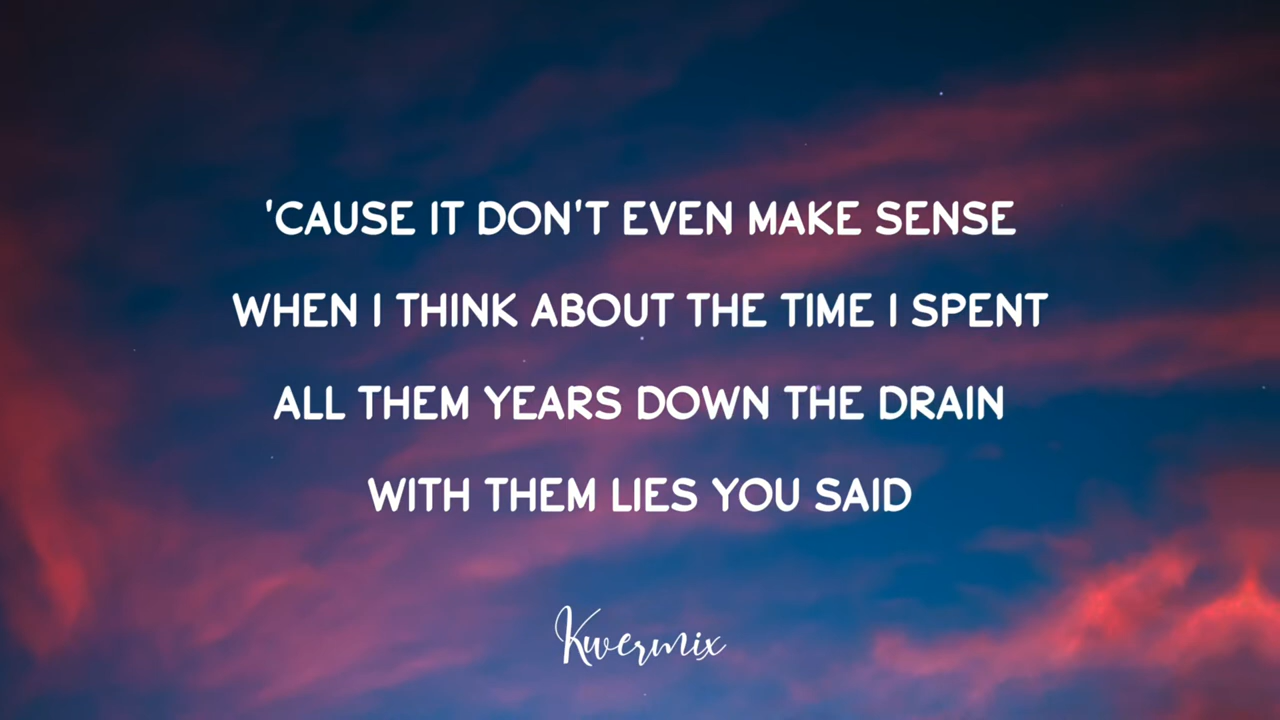 'CAUSE IT DON'T EVEN MAKE SENSE
WHEN I THINK ABOUT THE TIME I SPENT
ALL THEM YEARS DOWN THE DRAIN
WITH THEM LIES YOU SAID
Kwermix